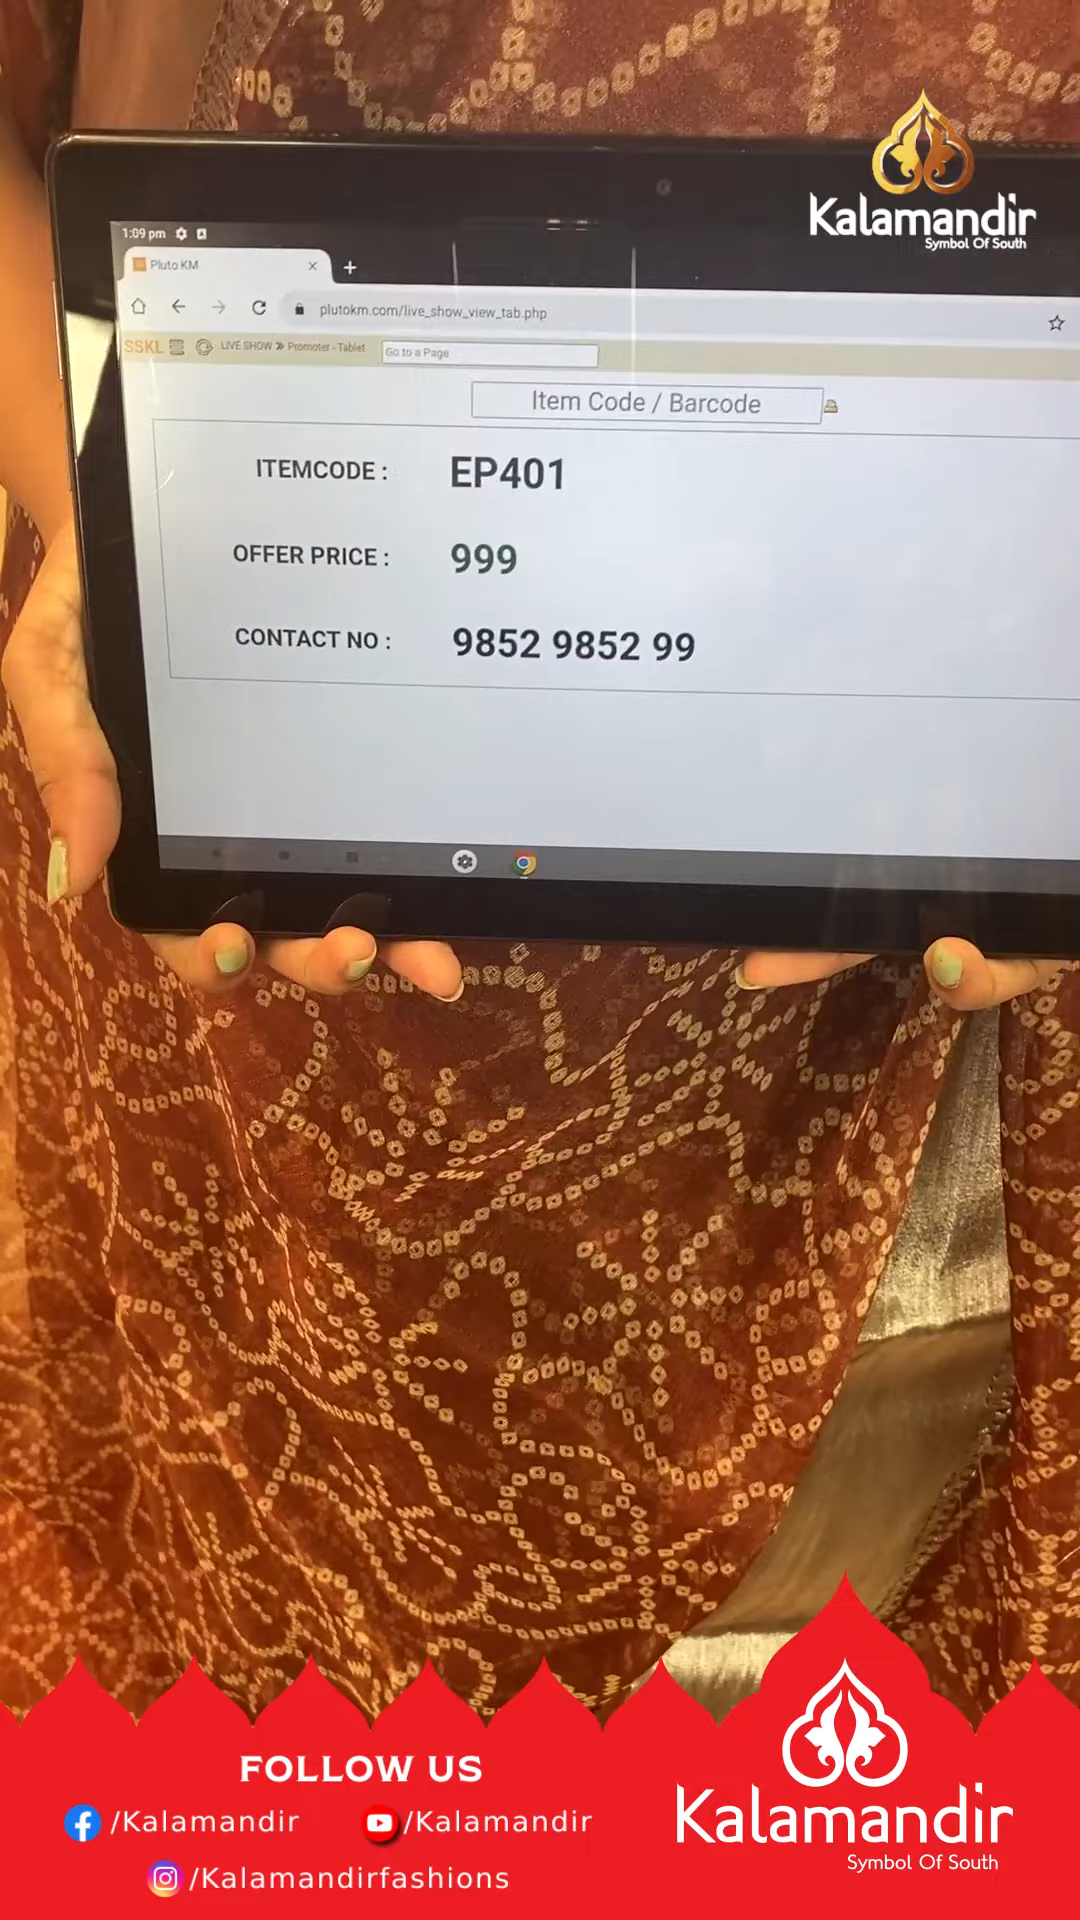 Kalamandir
Symbol Of South
1:09 pm
Pluto KM
plutokm.com/live_show_view_tab.php
SSKL
LIVE SHOW >> Promoter - Tablet
Go to a Page
Item Code / Barcode
ITEMCODE : EP401
OFFER PRICE : 999
CONTACT NO : 9852 9852 99
FOLLOW US
/Kalamandir
/Kalamandir
/Kalamandirfashions
Kalamandir
Symbol Of South